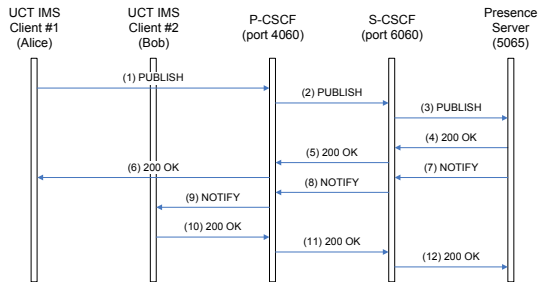 UCT IMS
Client #1
(Alice)
UCT IMS
Client #2
(Bob)
P-CSCF
(port 4060)
S-CSCF
(port 6060)
Presence
Server
(5065)
(1) PUBLISH
(2) PUBLISH
(3) PUBLISH
(4) 200 OK
(5) 200 OK
(6) 200 OK
(7) NOTIFY
(8) NOTIFY
(9) NOTIFY
(10) 200 OK
(11) 200 OK
(12) 200 OK